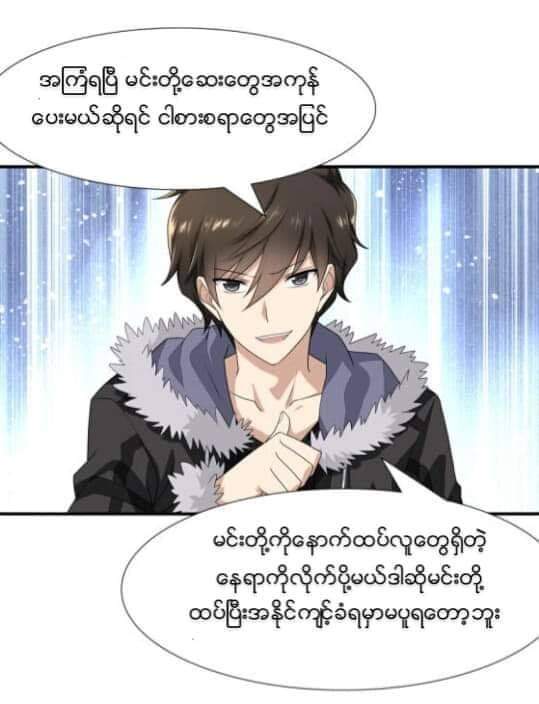 အကြံရပြီ မင်းတို့ဆေးတွေအကုန်
ပေးမယ်ဆိုရင် ငါစားစရာတွေအပြင်
မင်းတို့ကိုနောက်ထပ်လူတွေရှိတဲ့
နေရာကိုလိုက်ပို့မယ်ဒါဆိုမင်းတို့
ထပ်ပြီးအနိုင်ကျင့်ခံရမှာမပူရတော့ဘူး